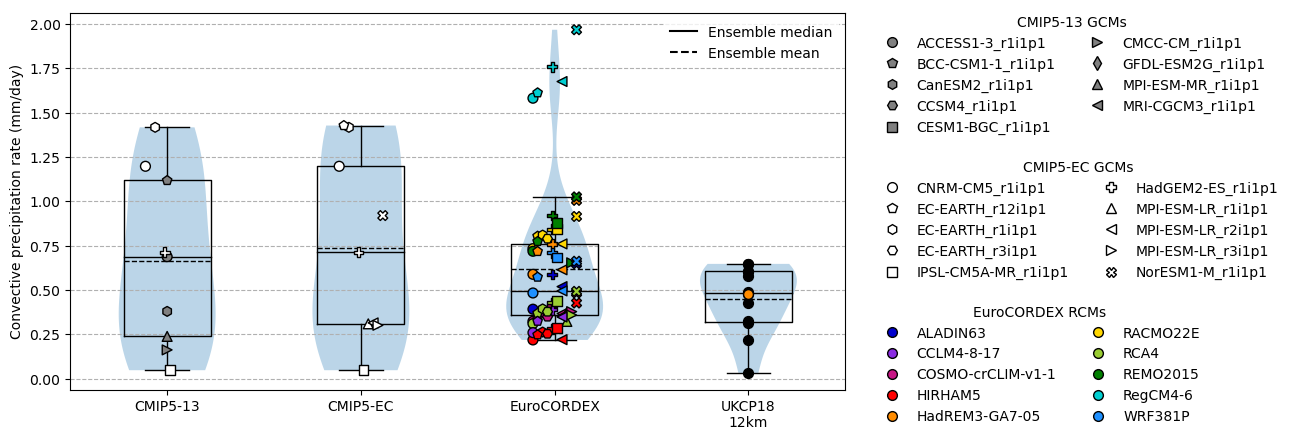 Convective precipitation rate (mm/day)
2.00
1.75
1.50
1.25
1.00
0.75
0.50
0.25
0.00
CMIP5-13
CMIP5-EC
EuroCORDEX
UKCP18
12km
Ensemble median
Ensemble mean
CMIP5-13 GCMs
ACCESS1-3_r1i1p1
BCC-CSM1-1_r1i1p1
CanESM2_r1i1p1
CCSM4_r1i1p1
CESM1-BGC_r1i1p1
CMCC-CM_r1i1p1
GFDL-ESM2G_r1i1p1
MPI-ESM-MR_r1i1p1
MRI-CGCM3_r1i1p1
CMIP5-EC GCMs
CNRM-CM5_r1i1p1
EC-EARTH_r12i1p1
EC-EARTH_r1i1p1
EC-EARTH_r3i1p1
IPSL-CM5A-MR_r1i1p1
HadGEM2-ES_r1i1p1
MPI-ESM-LR_r1i1p1
MPI-ESM-LR_r2i1p1
MPI-ESM-LR_r3i1p1
NorESM1-M_r1i1p1
EuroCORDEX RCMs
ALADIN63
CCLM4-8-17
COSMO-crCLIM-v1-1
HIRHAM5
HadREM3-GA7-05
RACMO22E
RCA4
REMO2015
RegCM4-6
WRF381P